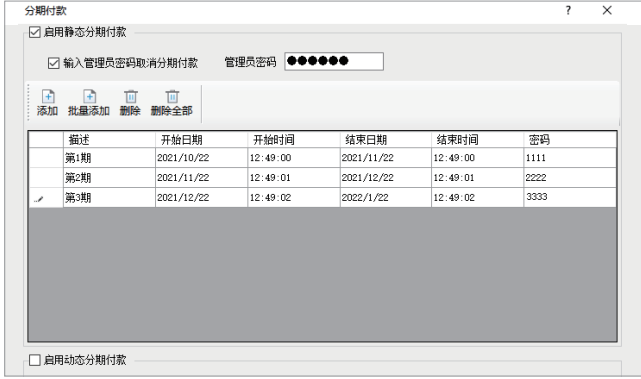 分期付款 ? ×
启用静态分期付款
输入管理员密码取消分期付款 管理员密码 ●●●●●●
添加 批量添加 删除 删除全部
描述 开始日期 开始时间 结束日期 结束时间 密码
第1期 2021/10/22 12:49:00 2021/11/22 12:49:00 1111
第2期 2021/11/22 12:49:01 2021/12/22 12:49:01 2222
第3期 2021/12/22 12:49:02 2022/1/22 12:49:02 3333
启用动态分期付款